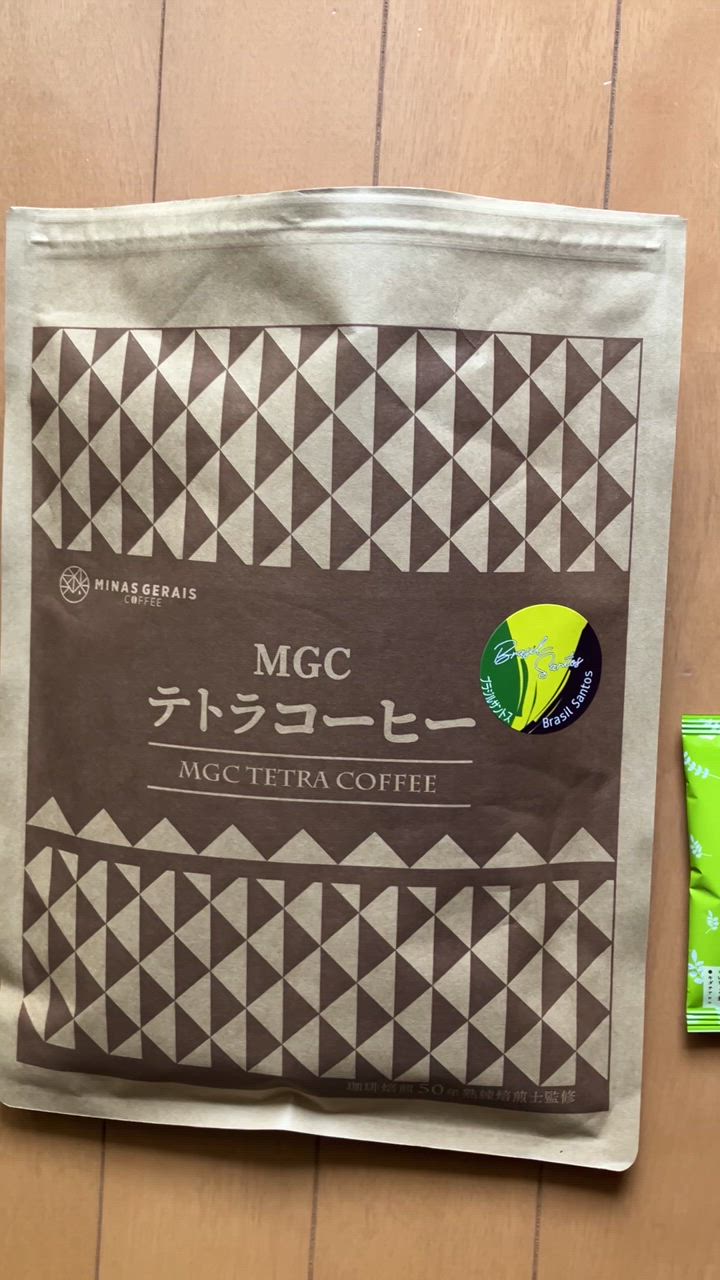 MINAS GERAIS
COFFEE
MGC
テトラコーヒー
MGC TETRA COFFEE
Brasil
Santos
ブラジルサントス
Brasil Santos
珈琲焙煎50年熟練焙煎士監修